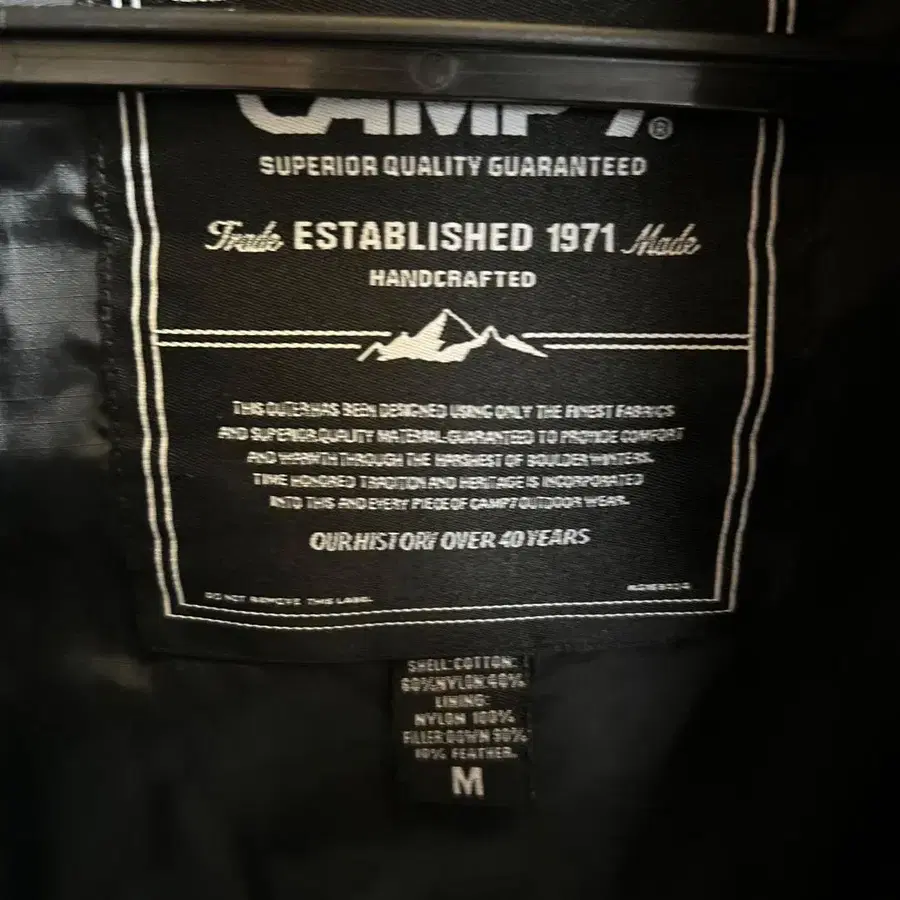 CAMP7®
SUPERIOR QUALITY GUARANTEED
Trade ESTABLISHED 1971 Made
HANDCRAFTED
THIS OUTER HAS BEEN DESIGNED USING ONLY THE FINEST FABRICS
AND SUPERIOR QUALITY MATERIAL GUARANTEED TO PROVIDE COMFORT
AND WARMTH THROUGH THE HARSHEST OF BOULDER WINTERS.
TIME HONORED TRADITION AND HERITAGE IS INCORPORATED
INTO THIS AND EVERY PIECE OF CAMP7 OUTDOOR WEAR.
OUR HISTORY OVER 40 YEARS
DO NOT REMOVE THIS LABEL
SHELL:COTTON:
60%NYLON:40%
LINING:
NYLON 100%
FILLER:DOWN 90%
10% FEATHER.
M